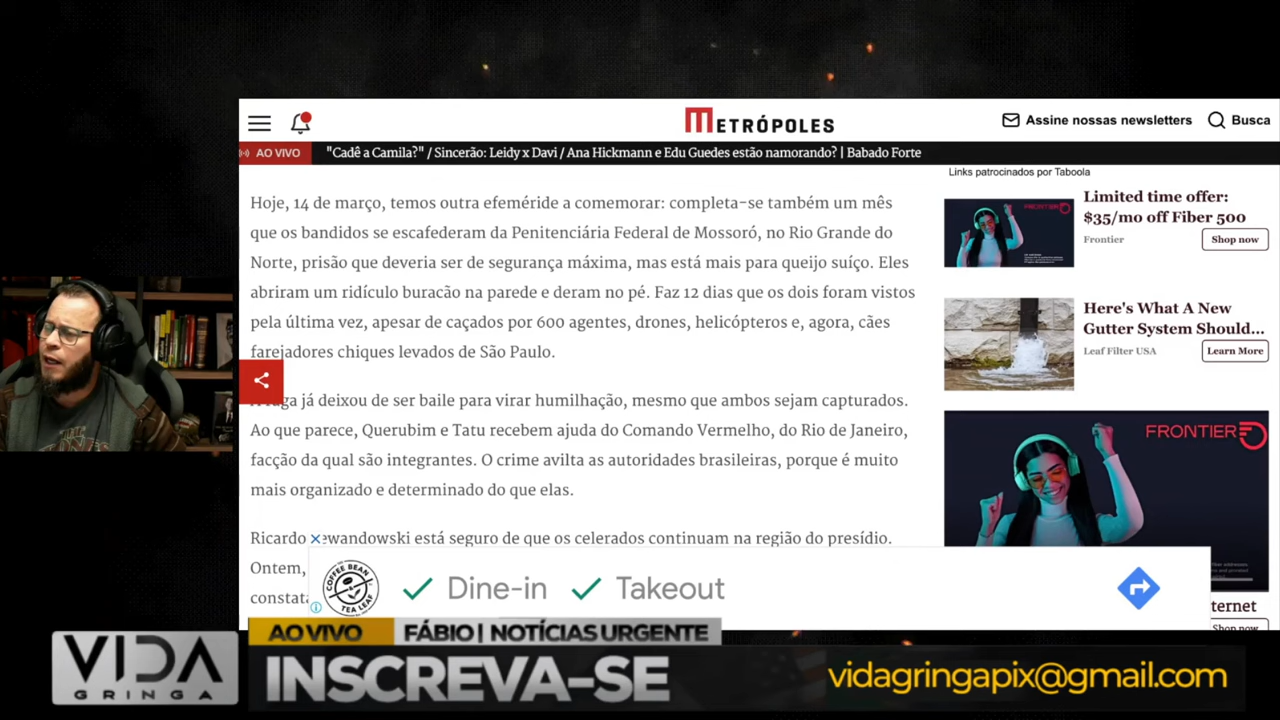 METRÓPOLES
Assine nossas newsletters
Busca
AO VIVO
"Cadê a Camila?" / Sincerão: Leidy x Davi / Ana Hickmann e Edu Guedes estão namorando? | Babado Forte
Hoje, 14 de março, temos outra efeméride a comemorar: completa-se também um mês
que os bandidos se escafederam da Penitenciária Federal de Mossoró, no Rio Grande do
Norte, prisão que deveria ser de segurança máxima, mas está mais para queijo suíço. Eles
abriram um ridículo buracão na parede e deram no pé. Faz 12 dias que os dois foram vistos
pela última vez, apesar de caçados por 600 agentes, drones, helicópteros e, agora, cães
farejadores chiques levados de São Paulo.
já deixou de ser baile para virar humilhação, mesmo que ambos sejam capturados.
Ao que parece, Querubim e Tatu recebem ajuda do Comando Vermelho, do Rio de Janeiro,
facção da qual são integrantes. O crime avilta as autoridades brasileiras, porque é muito
mais organizado e determinado do que elas.
Ricardo ewandowski está seguro de que os celerados continuam na região do presídio.
Ontem,
constata
Links patrocinados por Taboola
FRONTIER
Limited time offer:
$35/mo off Fiber 500
Frontier
Shop now
Here's What A New
Gutter System Should...
Leaf Filter USA
Learn More
FRONTIER
ternet
Shop now
COFFEE BEAN
TEA LEAF
Dine-in
Takeout
AO VIVO
FÁBIO | NOTÍCIAS URGENTE
VIDA
GRINGA
INSCREVA-SE
vidagringapix@gmail.com